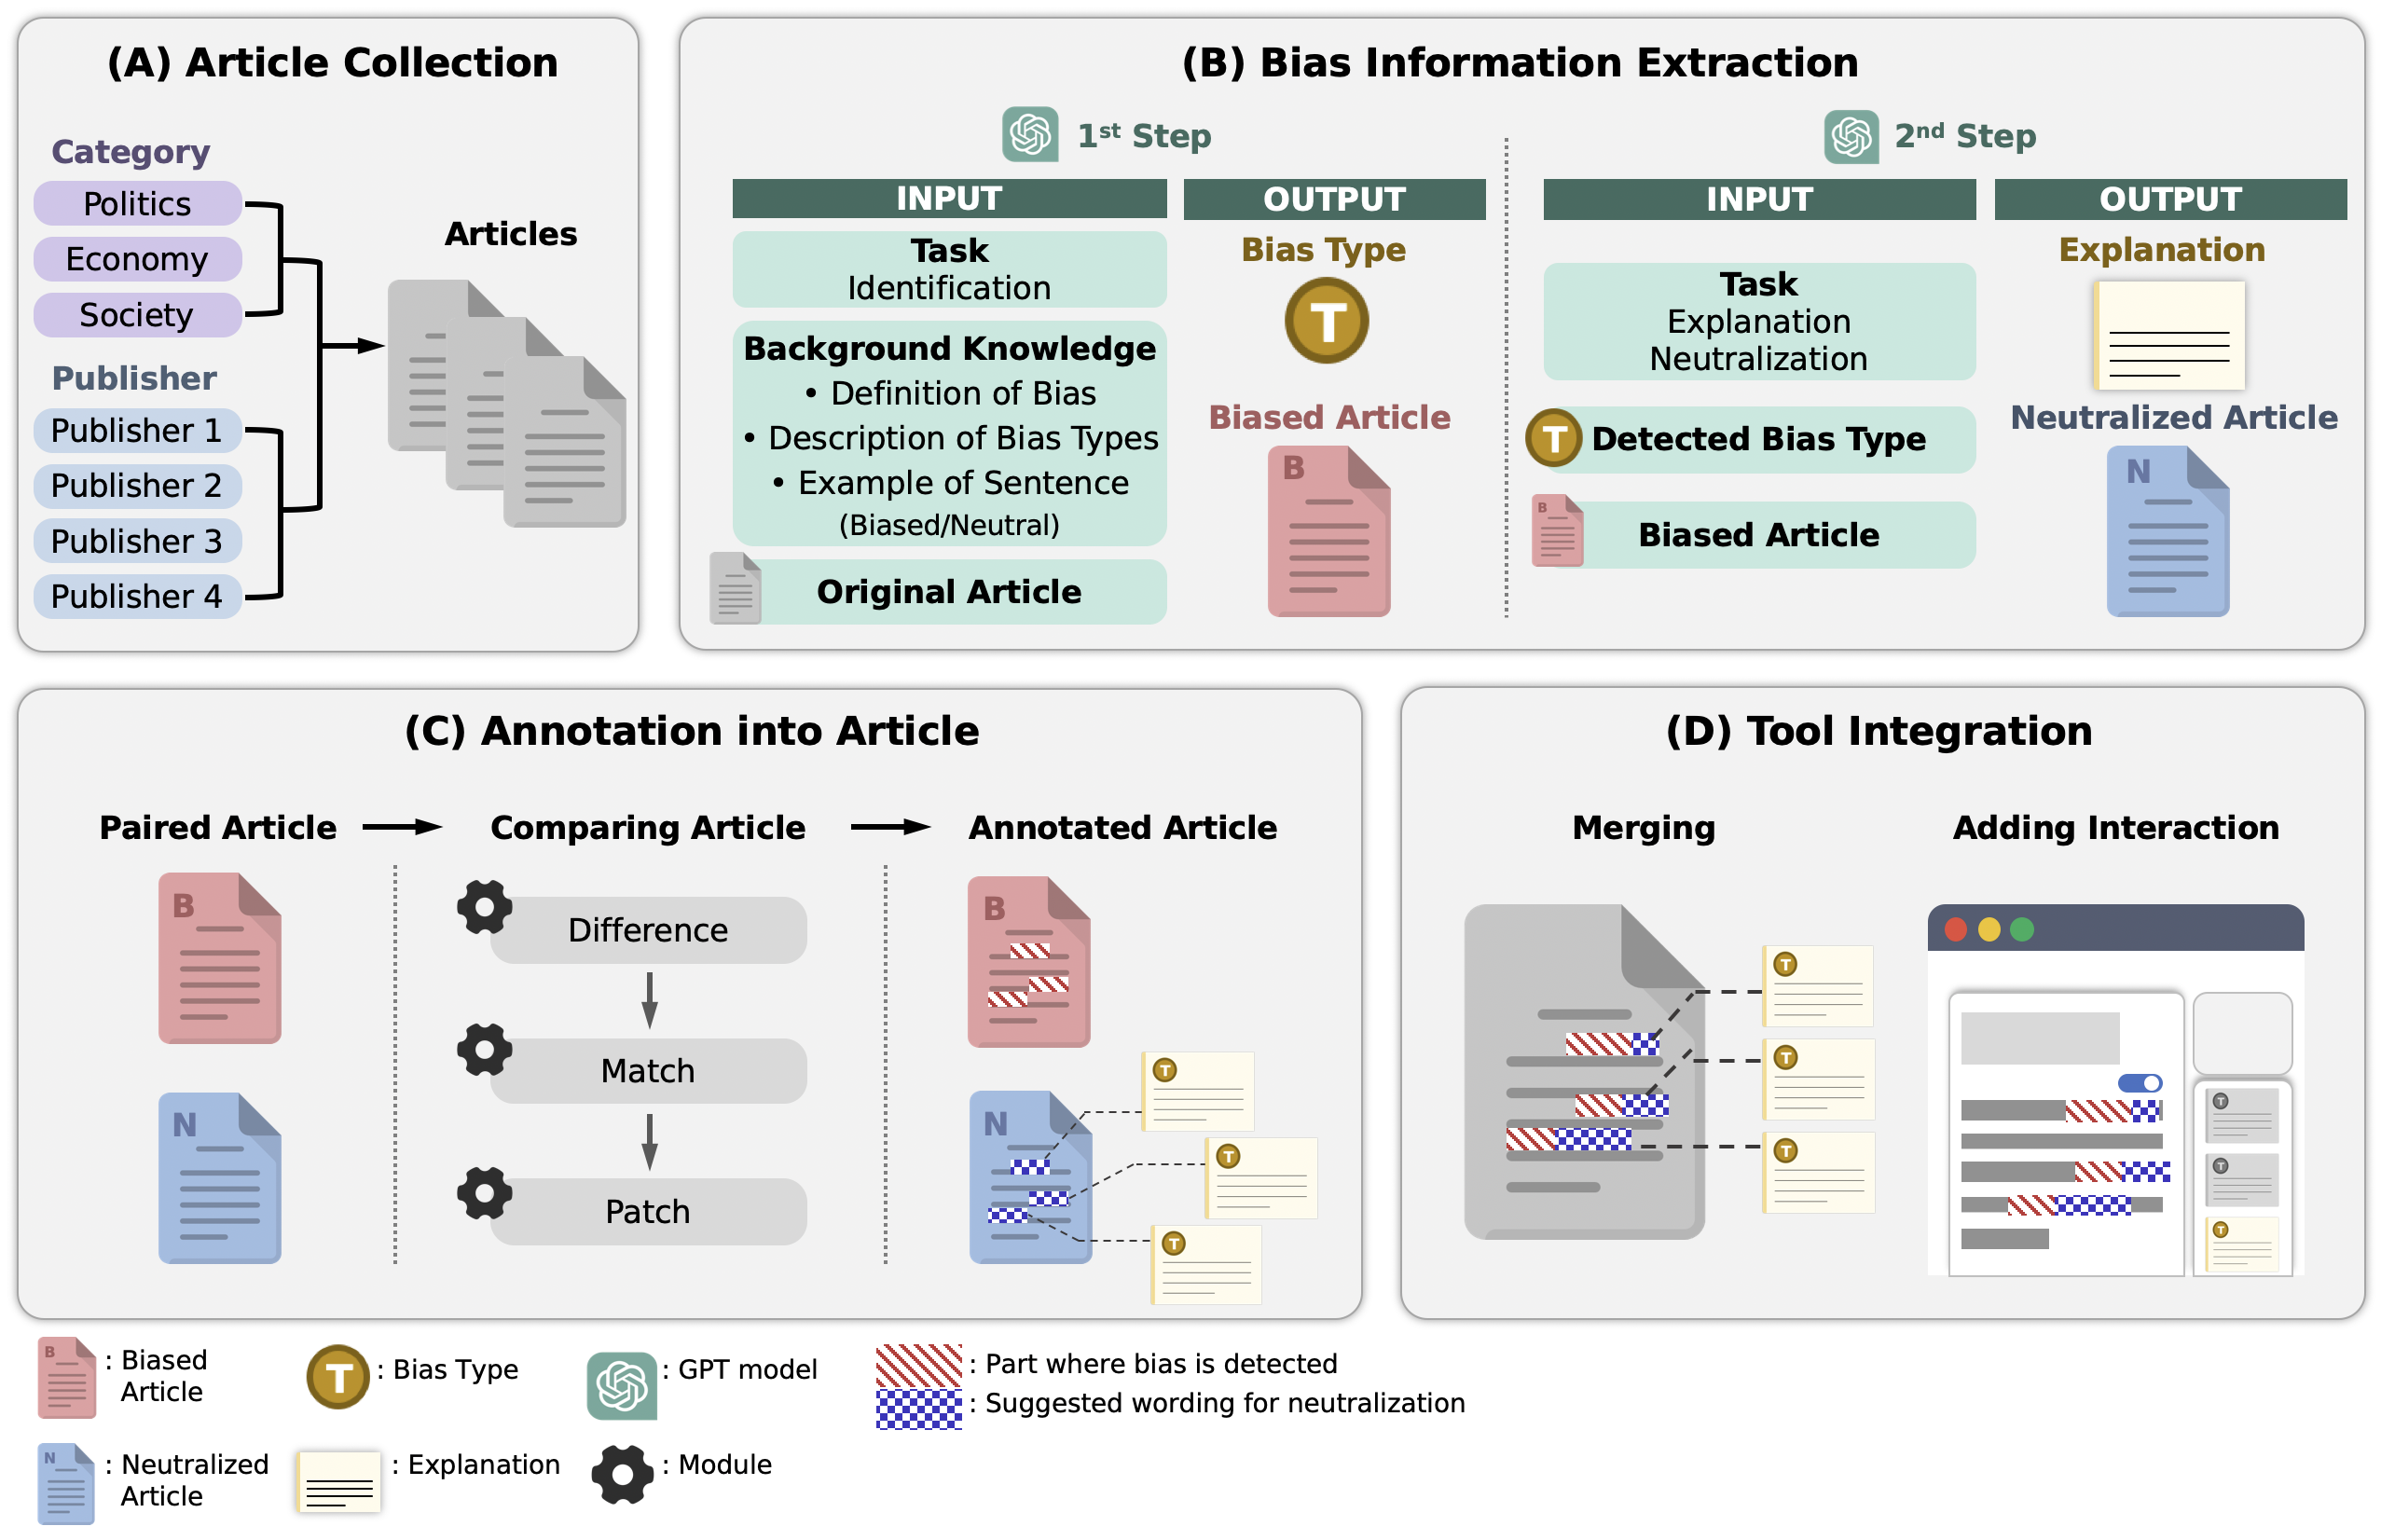 (A) Article Collection
Category
Politics
Economy
Society
Publisher
Publisher 1
Publisher 2
Publisher 3
Publisher 4
Articles
(B) Bias Information Extraction
1st Step
INPUT
OUTPUT
Task
Identification
Background Knowledge
• Definition of Bias
• Description of Bias Types
• Example of Sentence
(Biased/Neutral)
Original Article
Bias Type
T
Biased Article
B
2nd Step
INPUT
OUTPUT
Task
Explanation
Neutralization
T Detected Bias Type
B Biased Article
Explanation
Neutralized Article
N
(C) Annotation into Article
Paired Article
B
N
Comparing Article
Difference
Match
Patch
Annotated Article
B
N
T
T
T
(D) Tool Integration
Merging
T
T
T
Adding Interaction
T
T
T
B : Biased
Article
T : Bias Type
: GPT model
: Part where bias is detected
: Suggested wording for neutralization
N : Neutralized
Article
: Explanation
: Module